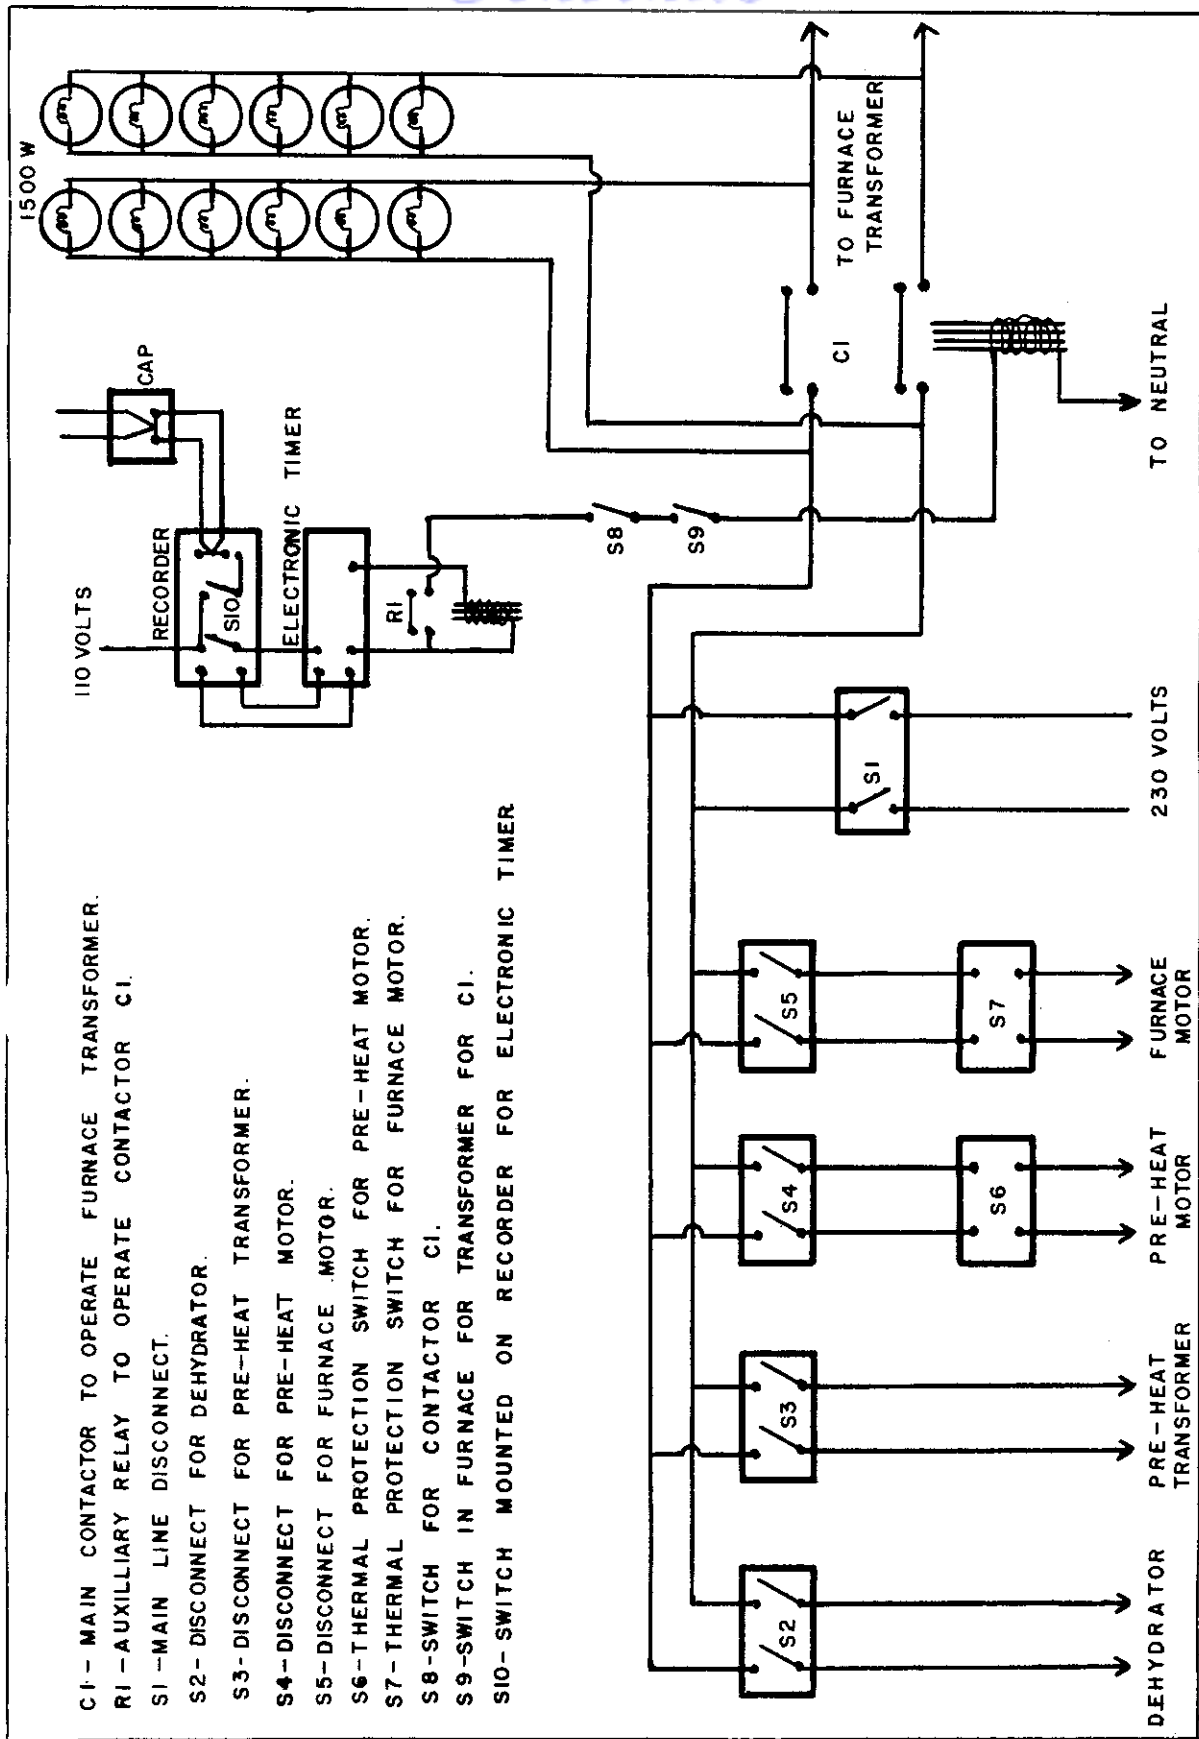 C1-MAIN CONTACTOR TO OPERATE FURNACE TRANSFORMER.
R1-AUXILLIARY RELAY TO OPERATE CONTACTOR C1.
S1-MAIN LINE DISCONNECT.
S2-DISCONNECT FOR DEHYDRATOR.
S3-DISCONNECT FOR PRE-HEAT TRANSFORMER.
S4-DISCONNECT FOR PRE-HEAT MOTOR.
S5-DISCONNECT FOR FURNACE MOTOR.
S6-THERMAL PROTECTION SWITCH FOR PRE-HEAT MOTOR.
S7-THERMAL PROTECTION SWITCH FOR FURNACE MOTOR.
S8-SWITCH FOR CONTACTOR C1.
S9-SWITCH IN FURNACE FOR TRANSFORMER FOR C1.
S10-SWITCH MOUNTED ON RECORDER FOR ELECTRONIC TIMER
1500 W
110 VOLTS
RECORDER
S10
CAP
ELECTRONIC TIMER
R1
S8
S9
C1
TO FURNACE
TRANSFORMER
S2
S3
S4
S5
S1
S6
S7
DEHYDRATOR
PRE-HEAT
TRANSFORMER
PRE-HEAT
MOTOR
FURNACE
MOTOR
230 VOLTS
TO NEUTRAL